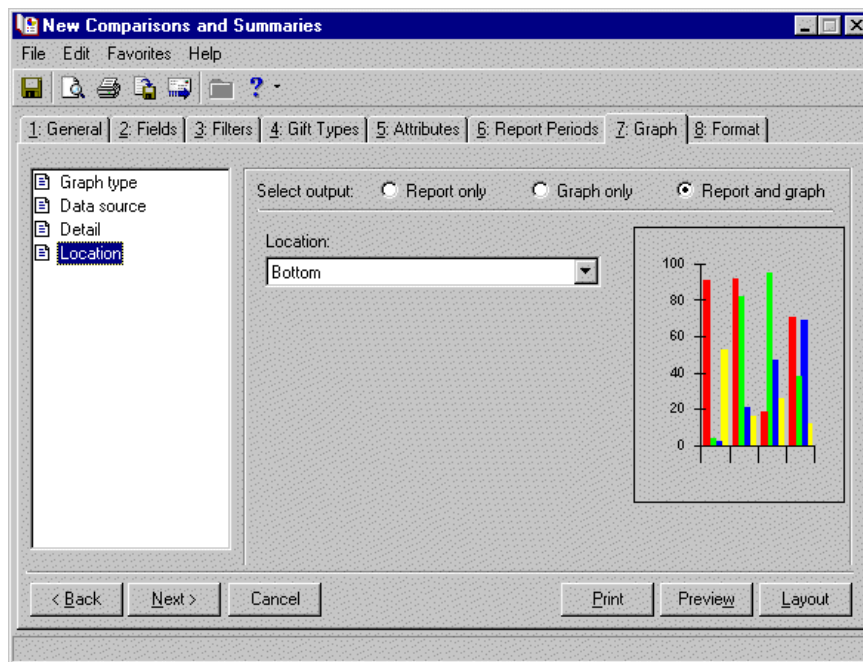 New Comparisons and Summaries
File Edit Favorites Help
?
1: General 2: Fields 3: Filters 4: Gift Types 5: Attributes 6: Report Periods 7: Graph 8: Format
Graph type
Data source
Detail
Location
Select output: Report only Graph only Report and graph
Location:
Bottom
100
80
60
40
20
0
< Back Next > Cancel Print Preview Layout